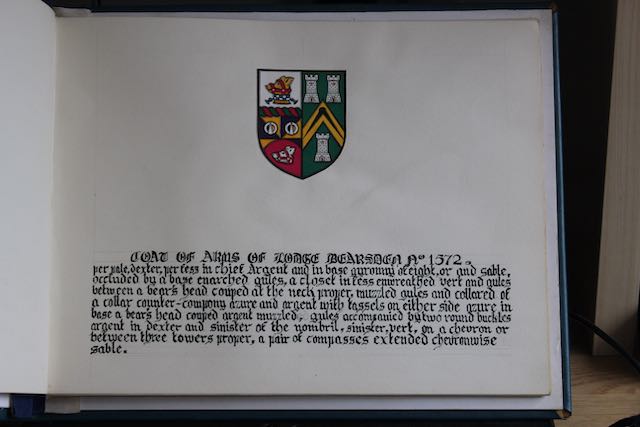 COAT OF ARMS OF LODGE BEARSDEN No 1572.
per pale, dexter, per fess in chief Argent and in base gyronny of eight, or and sable,
occluded by a base enarched gules, a closet in fess enwreathed vert and gules
between a bear's head couped at the neck proper, muzzled gules and collared of
a collar counter-company azure and argent with tassels on either side azure in
base a bear's head couped argent muzzled, gules accompanied by two round buckles
argent in dexter and sinister of the nombril, sinister, vert, on a chevron or
between three towers proper, a pair of compasses extended chevronwise
sable.